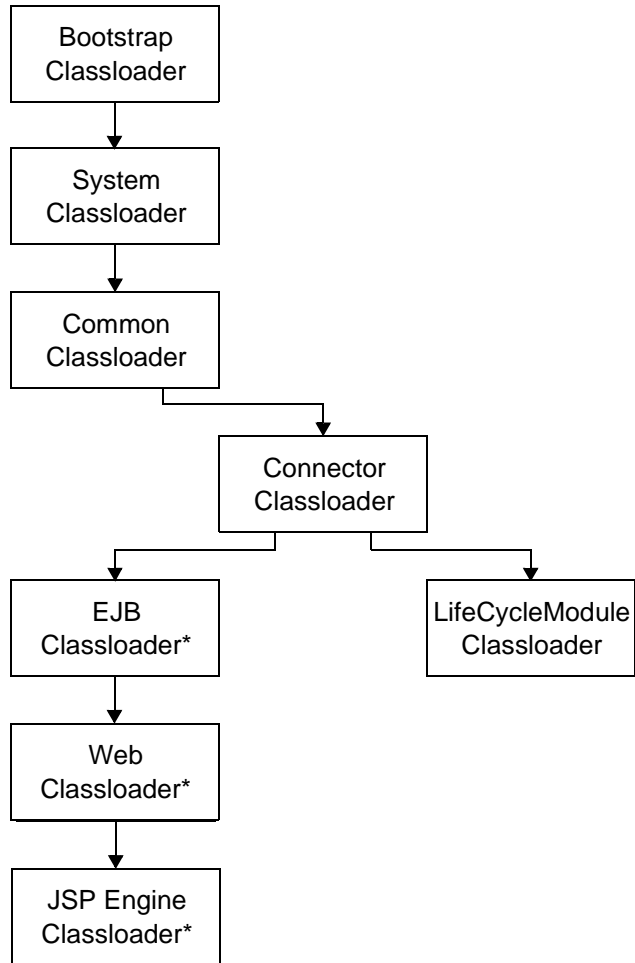 Bootstrap
Classloader
System
Classloader
Common
Classloader
Connector
Classloader
EJB
Classloader*
LifeCycleModule
Classloader
Web
Classloader*
JSP Engine
Classloader*